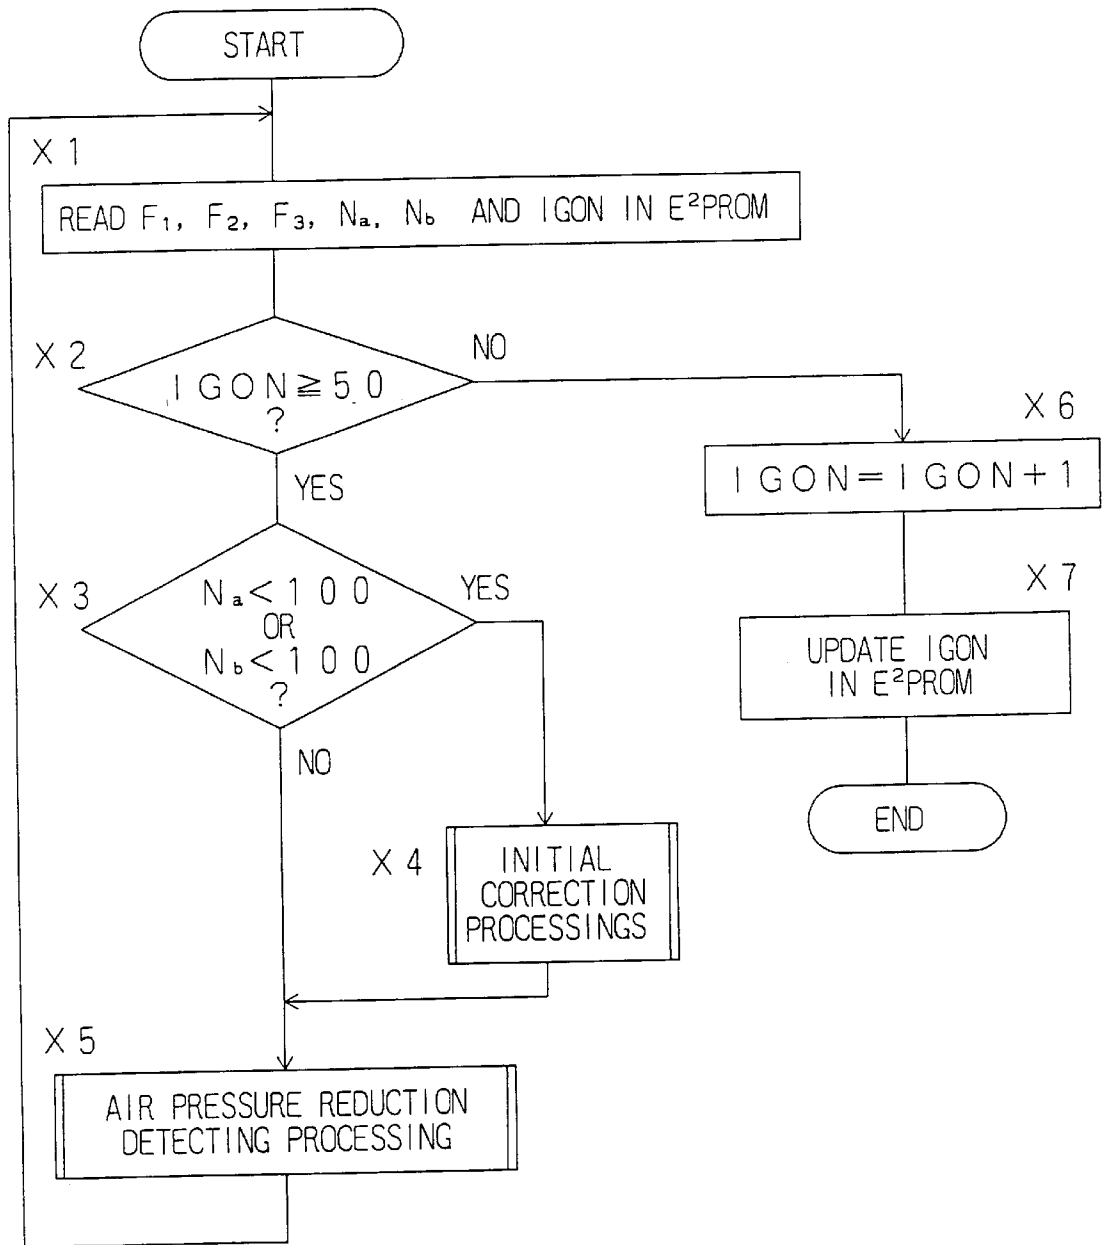 START
X 1
READ F₁, F₂, F₃, Nₐ, N_b AND IGON IN E²PROM
X 2
IGON≧50
?
NO
YES
X 6
IGON=IGON+1
X 3
Nₐ<100
OR
N_b<100
?
YES
NO
X 7
UPDATE IGON
IN E²PROM
END
X 4
INITIAL
CORRECTION
PROCESSINGS
X 5
AIR PRESSURE REDUCTION
DETECTING PROCESSING